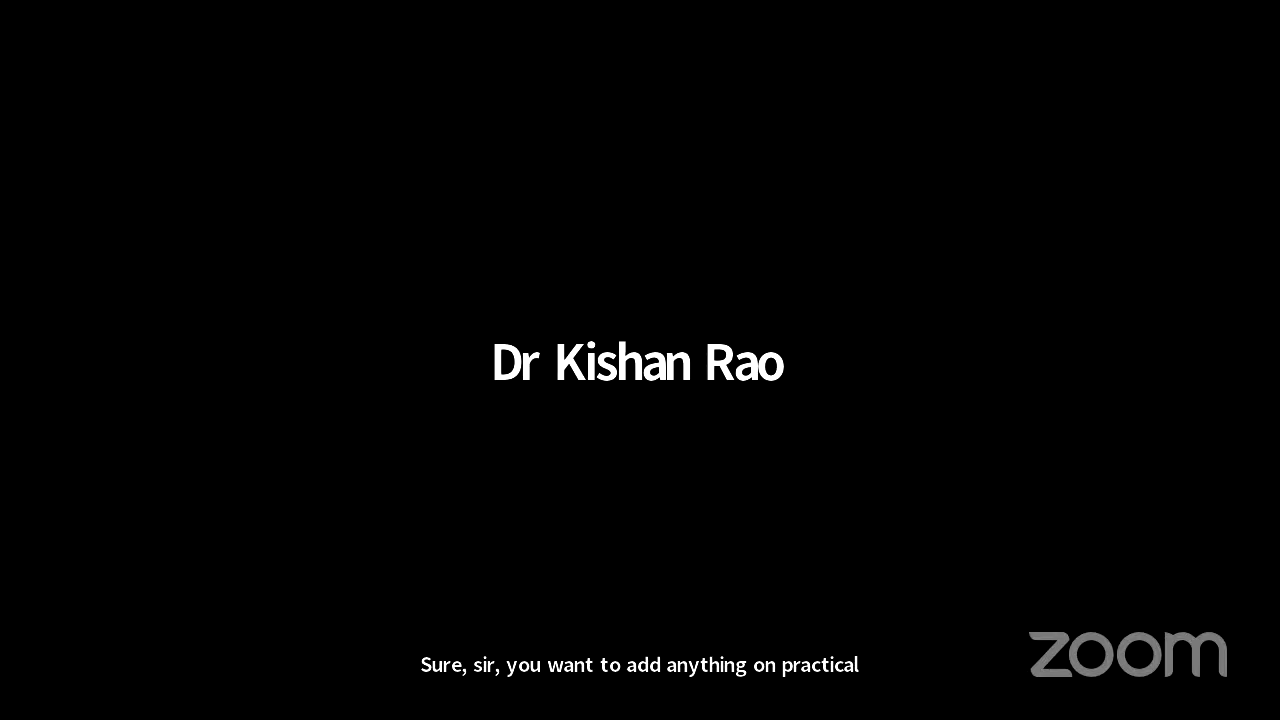 Dr Kishan Rao
Sure, sir, you want to add anything on practical
zoom